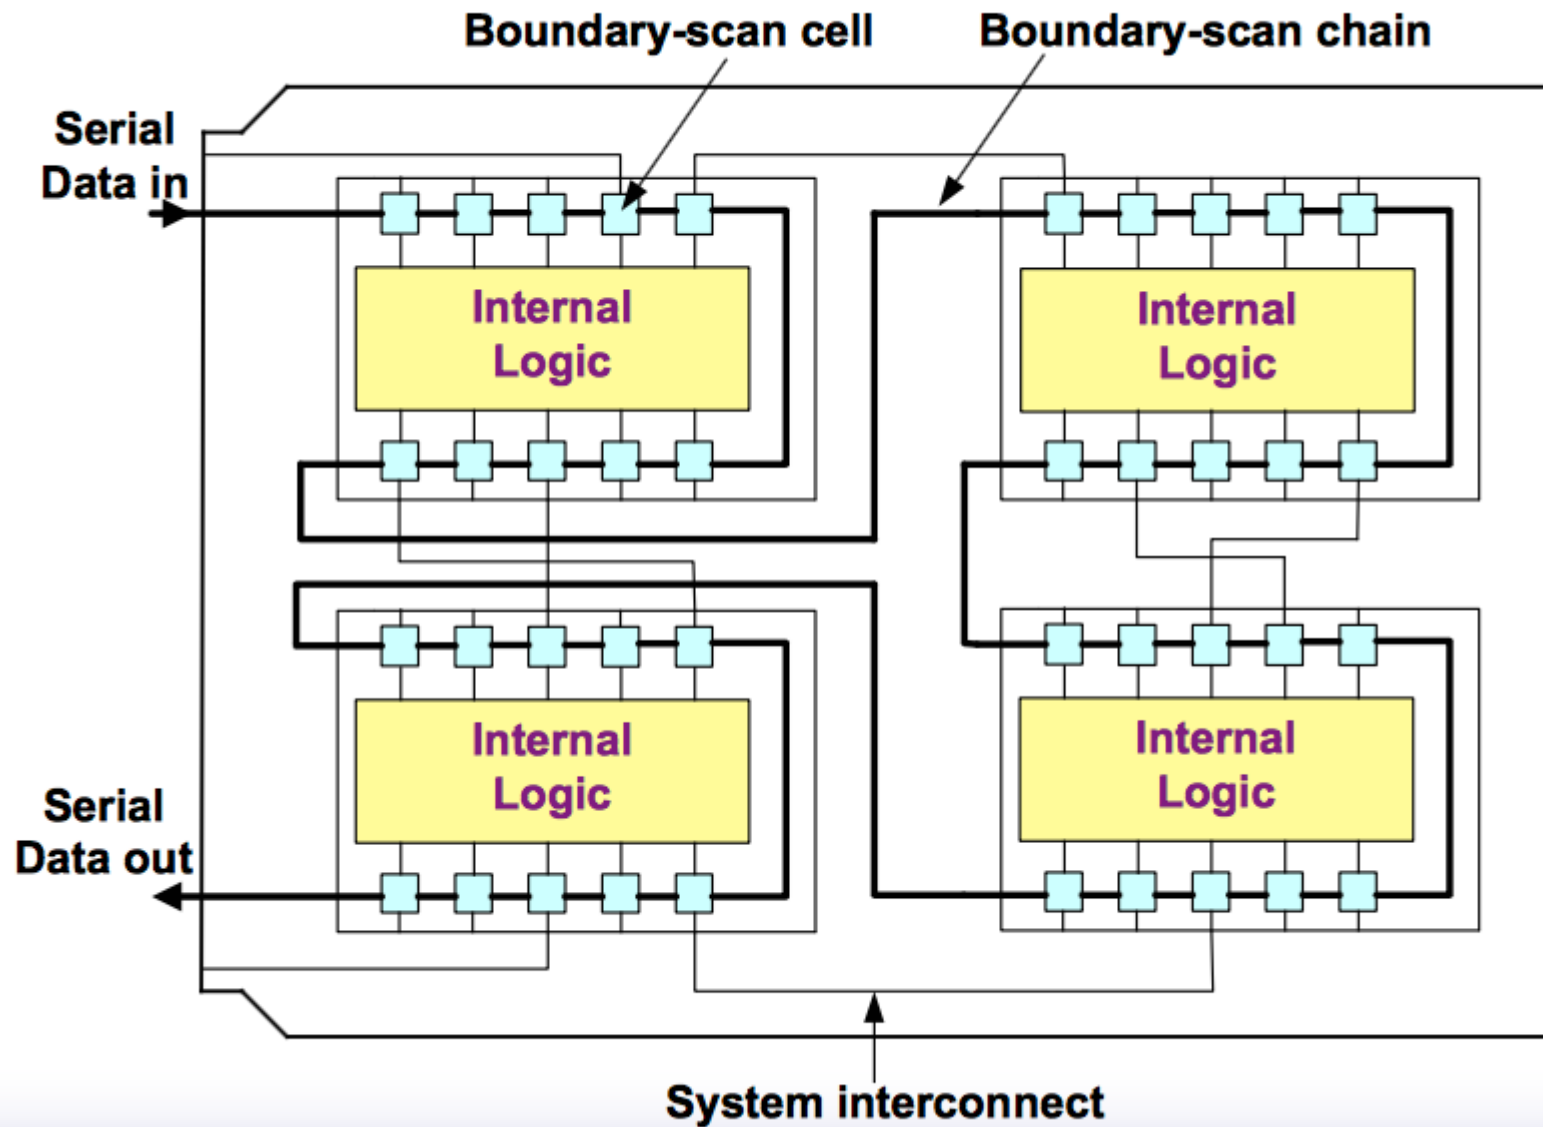 Boundary-scan cell
Boundary-scan chain
Serial
Data in
Internal
Logic
Internal
Logic
Internal
Logic
Internal
Logic
Serial
Data out
System interconnect